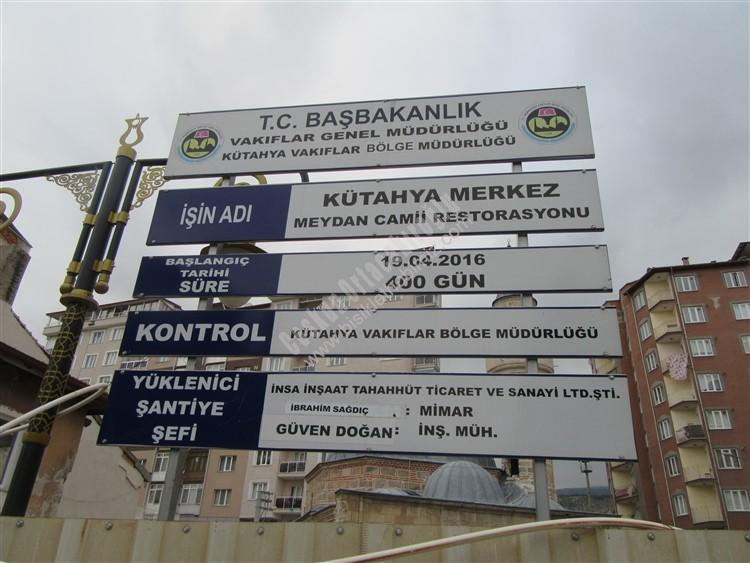 T.C. BAŞBAKANLIK
VAKIFLAR GENEL MÜDÜRLÜĞÜ
KÜTAHYA VAKIFLAR BÖLGE MÜDÜRLÜĞÜ
İŞİN ADI
KÜTAHYA MERKEZ
MEYDAN CAMİİ RESTORASYONU
BAŞLANGIÇ
TARİHİ
SÜRE
19.04.2016
400 GÜN
KONTROL
KÜTAHYA VAKIFLAR BÖLGE MÜDÜRLÜĞÜ
YÜKLENİCİ
ŞANTİYE
ŞEFİ
İNSA İNŞAAT TAHAHHÜT TİCARET VE SANAYİ LTD.ŞTİ.
İBRAHİM SAĞDIÇ : MİMAR
GÜVEN DOĞAN : İNŞ. MÜH.